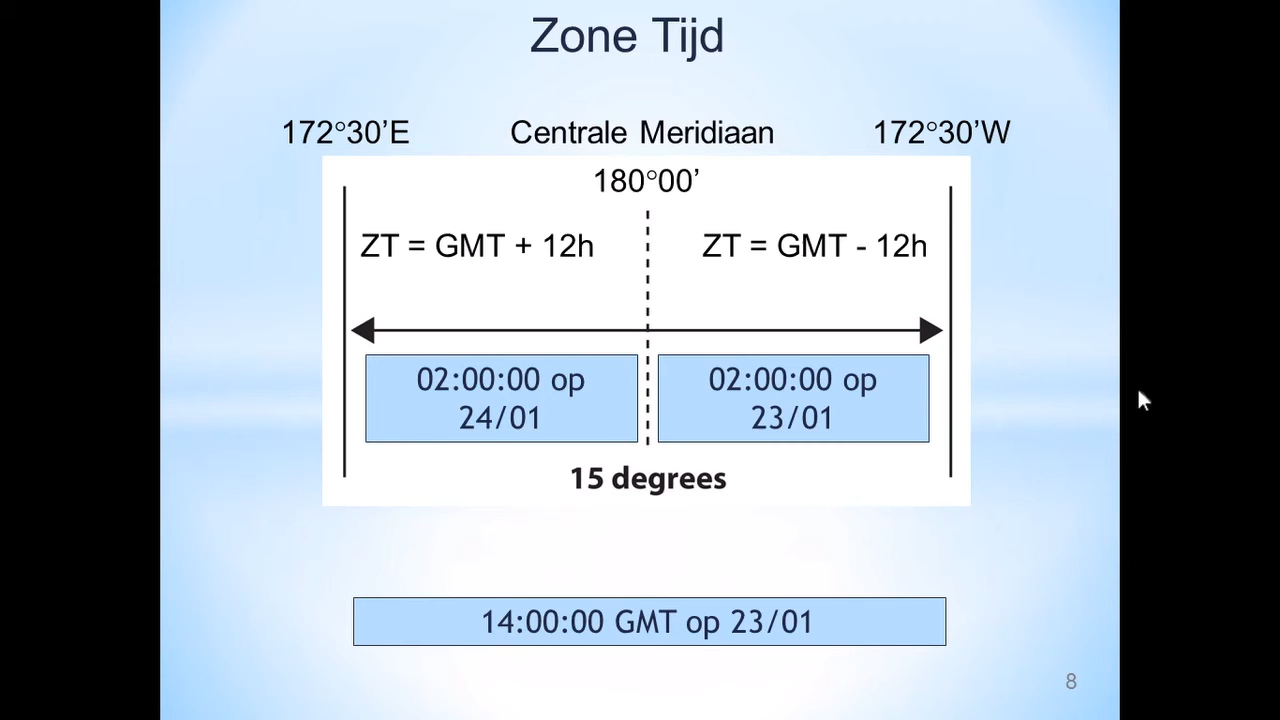 Zone Tijd
172°30’E Centrale Meridiaan 172°30’W
180°00’
ZT = GMT + 12h ZT = GMT - 12h
02:00:00 op
24/01
02:00:00 op
23/01
15 degrees
14:00:00 GMT op 23/01
8